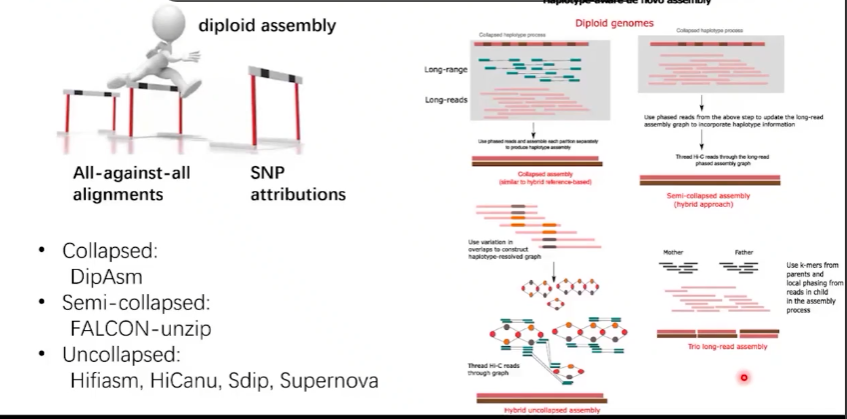 Haplotype-aware de novo assembly
diploid assembly
All-against-all
alignments
SNP
attributions
• Collapsed:
DipAsm
• Semi-collapsed:
FALCON-unzip
• Uncollapsed:
Hifiasm, HiCanu, Sdip, Supernova
Diploid genomes
Collapsed haplotype process
Long-range
Long-reads
Use phased reads and assemble each partition separately
to produce haplotype assembly
Collapsed assembly
(similar to hybrid reference-based)
Collapsed haplotype process
Use phased reads from the above step to update the long-read
assembly graph to incorporate haplotype information
Thread Hi-C reads through the long-read
phased assembly graph
Semi-collapsed assembly
(hybrid approach)
Use variation in
overlaps to construct
haplotype-resolved graph
Thread Hi-C reads
through graph
Hybrid uncollapsed assembly
Mother
Father
Use k-mers from
parents and
local phasing from
reads in child
in the assembly
process
Trio long-read assembly